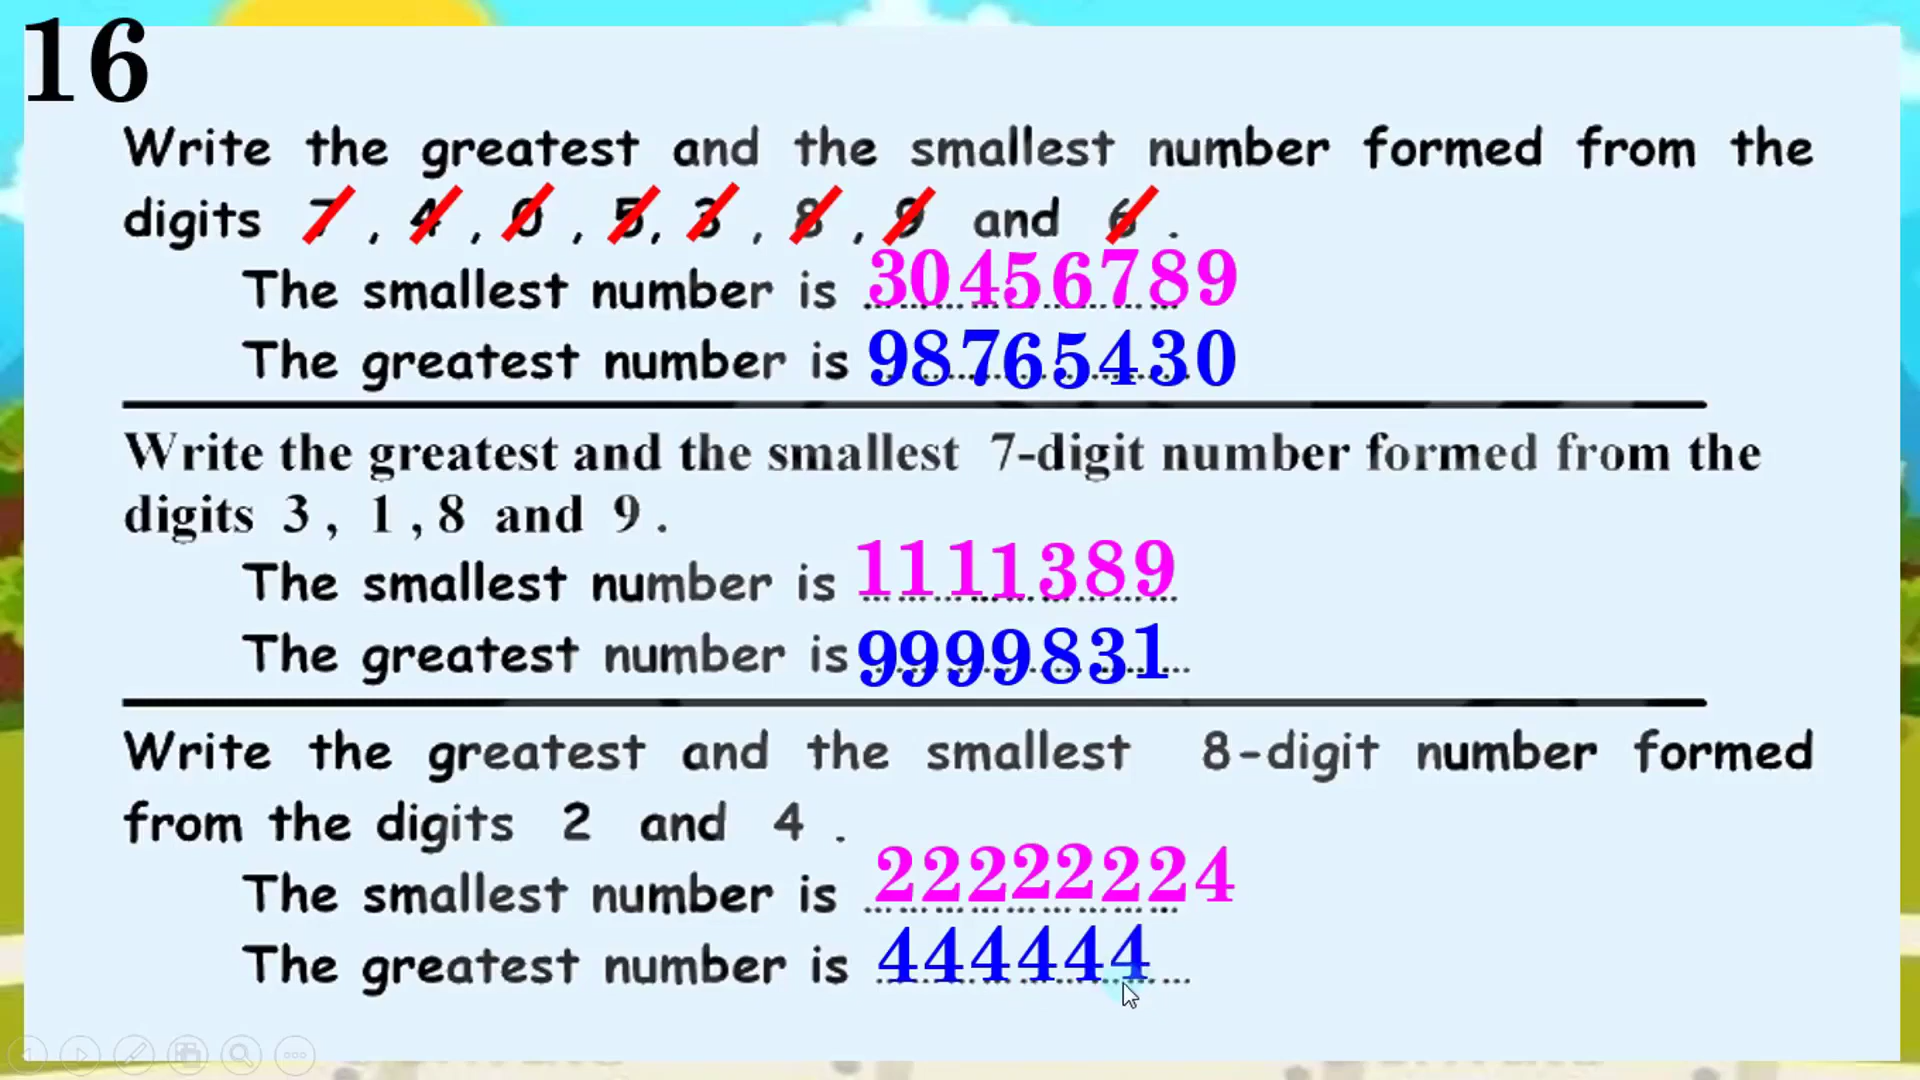 16
Write the greatest and the smallest number formed from the
digits 7 , 4 , 0 , 5, 3 , 8 , 9 and 6 .
The smallest number is 30456789
The greatest number is 98765430
Write the greatest and the smallest 7-digit number formed from the
digits 3 , 1 , 8 and 9 .
The smallest number is 1111389
The greatest number is 9999831
Write the greatest and the smallest 8-digit number formed
from the digits 2 and 4 .
The smallest number is 22222224
The greatest number is 444444